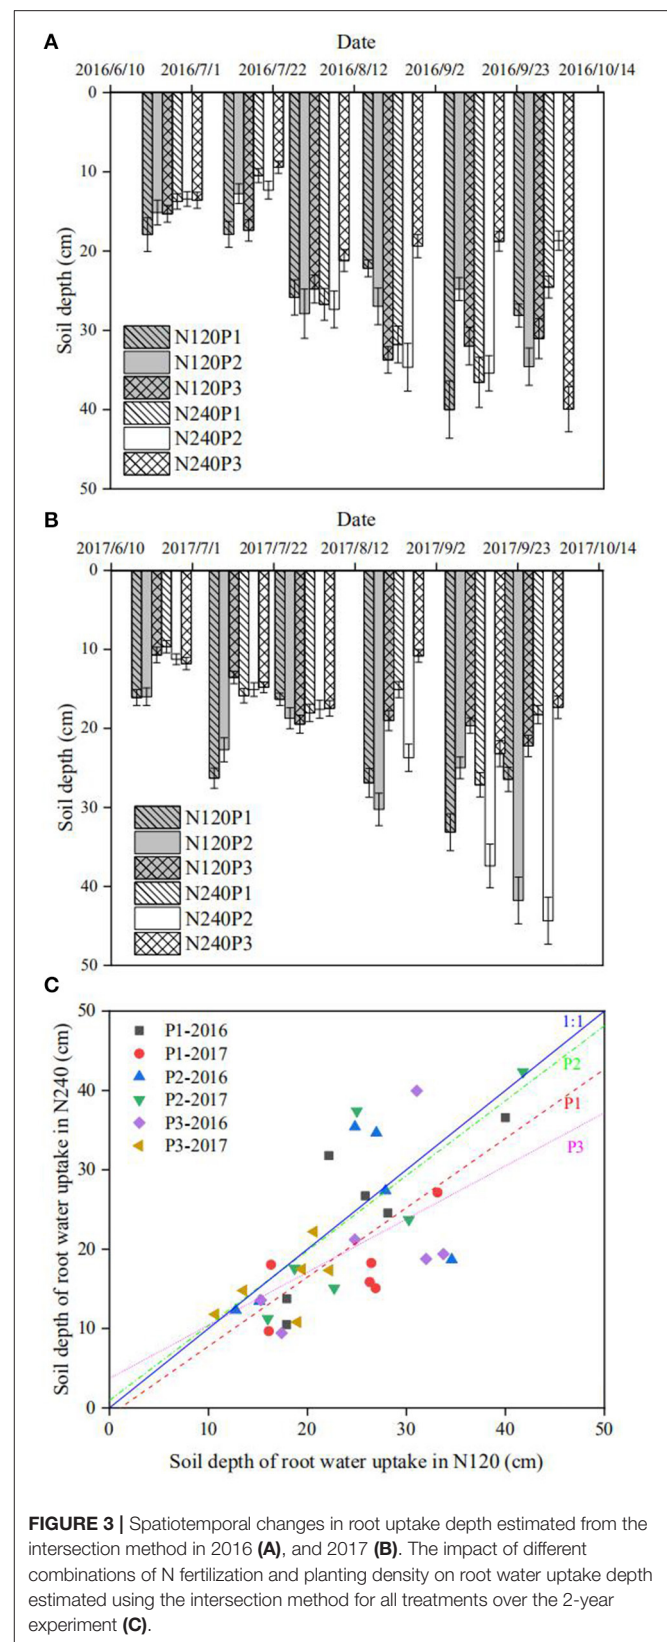 A
Date
2016/6/10 2016/7/1 2016/7/22 2016/8/12 2016/9/2 2016/9/23 2016/10/14
0
10
20
30
40
50
Soil depth (cm)
N120P1
N120P2
N120P3
N240P1
N240P2
N240P3
B
Date
2017/6/10 2017/7/1 2017/7/22 2017/8/12 2017/9/2 2017/9/23 2017/10/14
0
10
20
30
40
50
Soil depth (cm)
N120P1
N120P2
N120P3
N240P1
N240P2
N240P3
C
50
40
30
20
10
0
Soil depth of root water uptake in N240 (cm)
P1-2016
P1-2017
P2-2016
P2-2017
P3-2016
P3-2017
1:1
P2
P1
P3
0 10 20 30 40 50
Soil depth of root water uptake in N120 (cm)
FIGURE 3 | Spatiotemporal changes in root uptake depth estimated from the
intersection method in 2016 (A), and 2017 (B). The impact of different
combinations of N fertilization and planting density on root water uptake depth
estimated using the intersection method for all treatments over the 2-year
experiment (C).